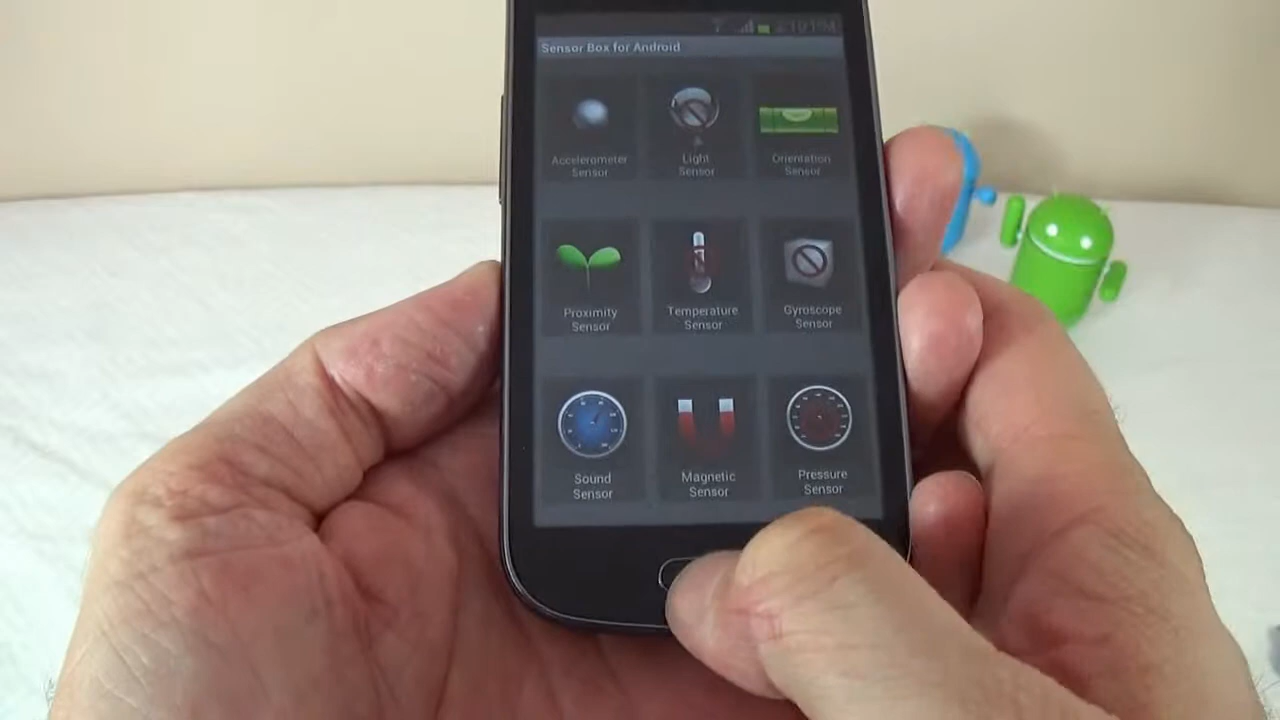 Sensor Box for Android
Accelerometer
Sensor
Light
Sensor
Orientation
Sensor
Proximity
Sensor
Temperature
Sensor
Gyroscope
Sensor
Sound
Sensor
Magnetic
Sensor
Pressure
Sensor